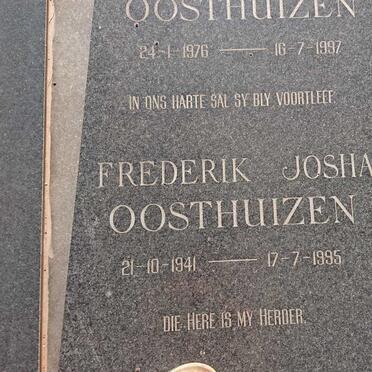 OOSTHUIZEN
24-1-1976 — 16-7-1997
IN ONS HARTE SAL SY BLY VOORTLEEF.
FREDERIK JOSHA
OOSTHUIZEN
21-10-1941 — 17-7-1995
DIE HERE IS MY HERDER.